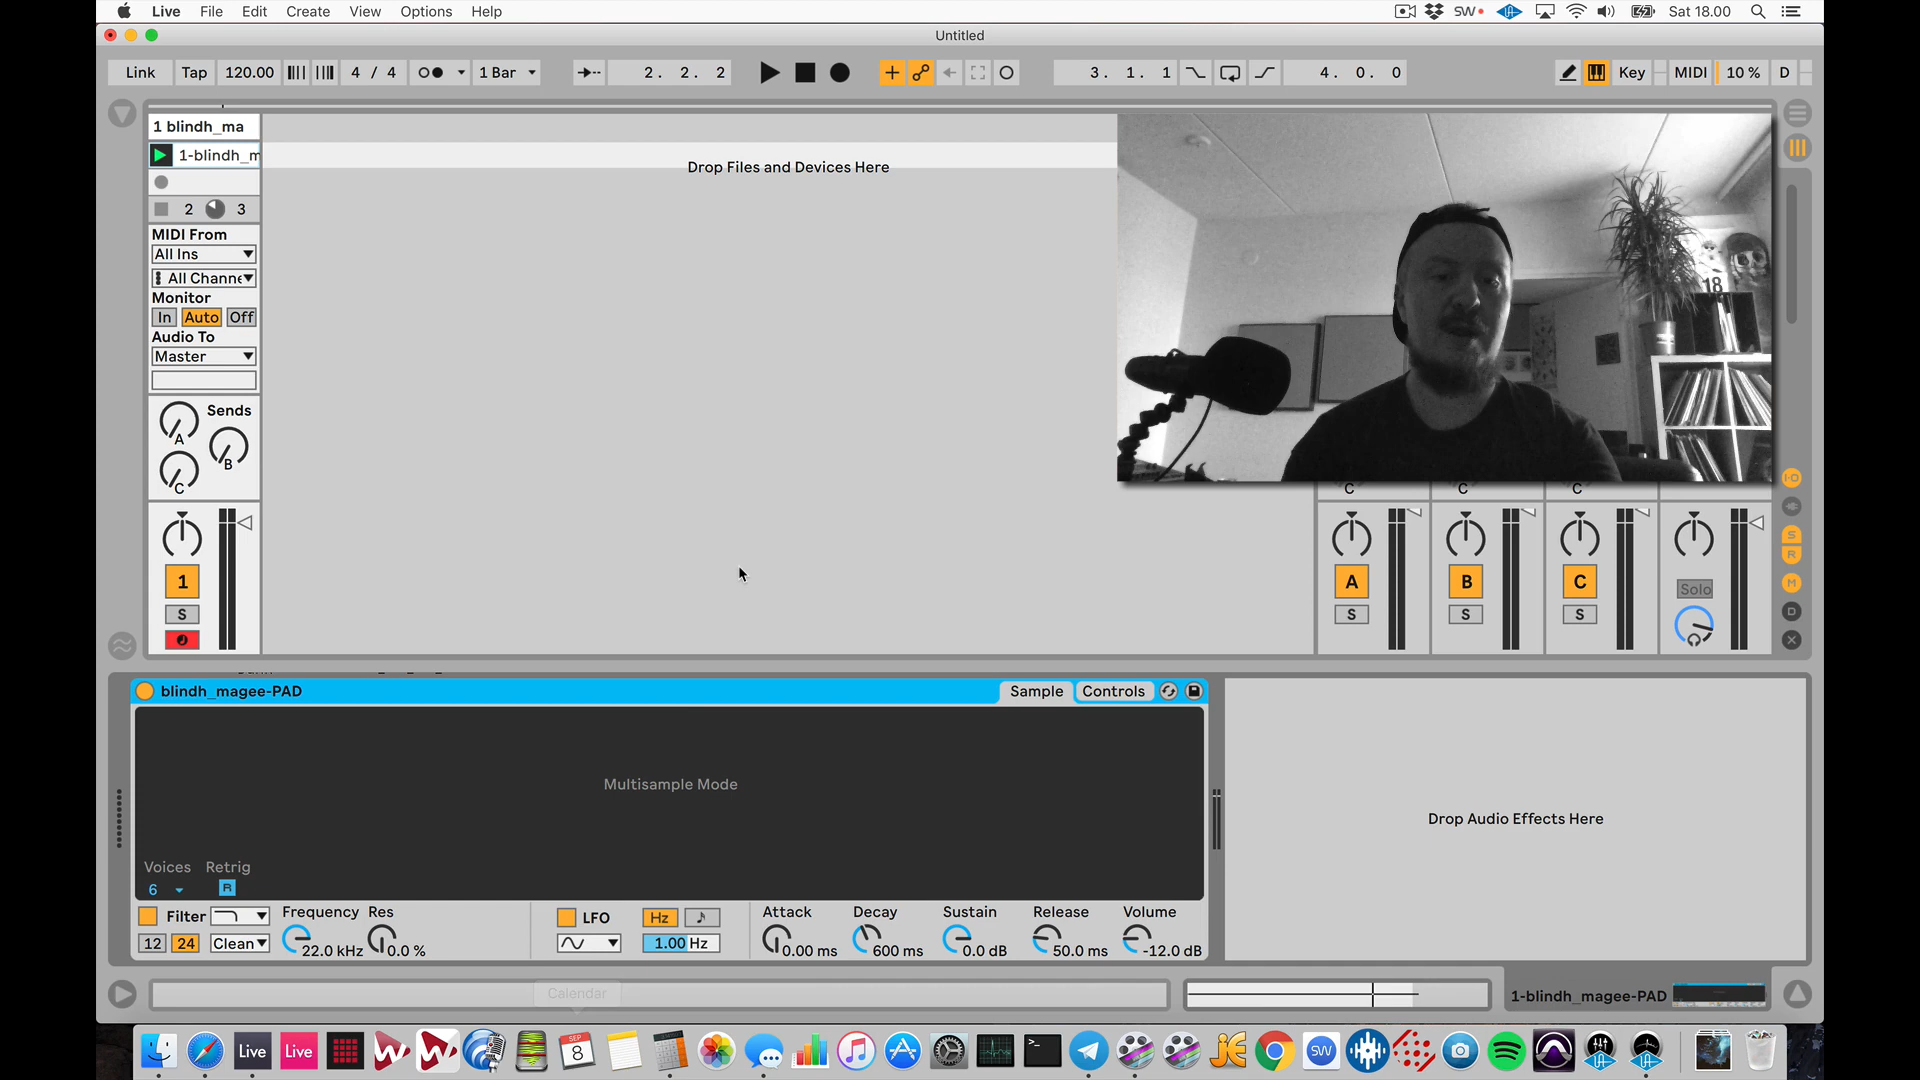 Live File Edit Create View Options Help
SW Sat 18.00
Untitled
Link Tap 120.00 4 / 4 1 Bar 2. 2. 2 3. 1. 1 4. 0. 0 Key MIDI 10 % D
1 blindh_ma
1-blindh_m
Drop Files and Devices Here
2 3
MIDI From
All Ins
All Channe
Monitor
In Auto Off
Audio To
Master
Sends
A
B
C
18
C C C
1
S
A B C
S S S
Solo
I·O
S
R
M
D
X
blindh_magee-PAD Sample Controls
Multisample Mode
Drop Audio Effects Here
Voices Retrig
6 R
Filter Frequency Res LFO Hz Attack Decay Sustain Release Volume
12 24 Clean 22.0 kHz 0.0 % 1.00 Hz 0.00 ms 600 ms 0.0 dB 50.0 ms -12.0 dB
Calendar
1-blindh_magee-PAD
Live Live SEP 8 SW